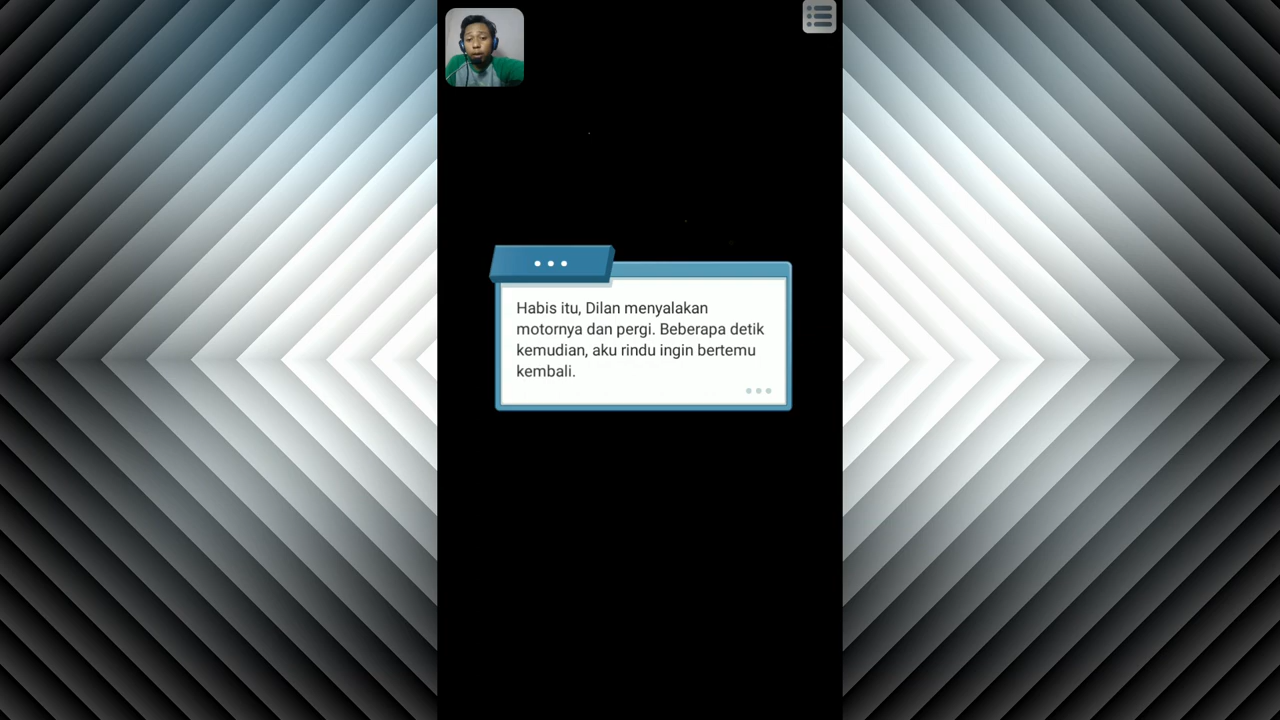 Habis itu, Dilan menyalakan
motornya dan pergi. Beberapa detik
kemudian, aku rindu ingin bertemu
kembali.